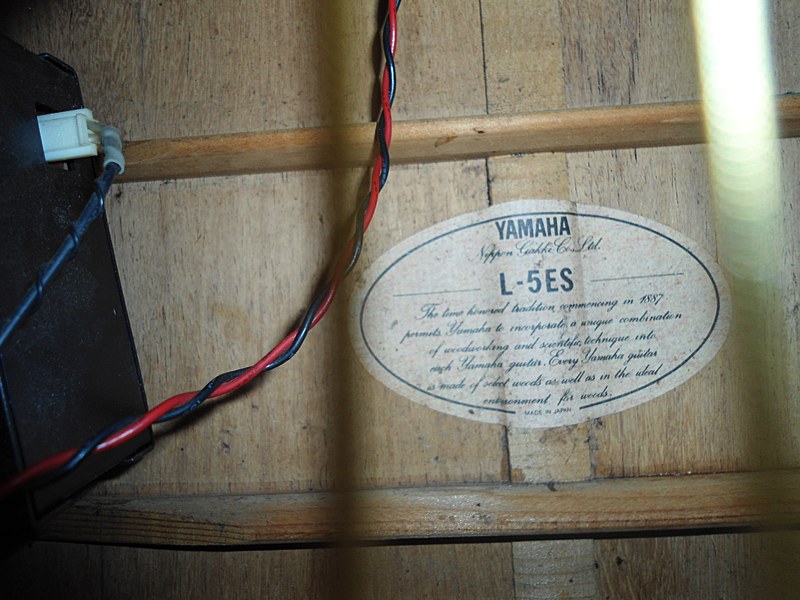 YAMAHA
Nippon Gakki Co. Ltd.
L-5ES
The time honored tradition commencing in 1887
permits Yamaha to incorporate a unique combination
of woodworking and scientific technique into
each Yamaha guitar. Every Yamaha guitar
is made of select woods as well as in the ideal
environment for woods.
MADE IN JAPAN